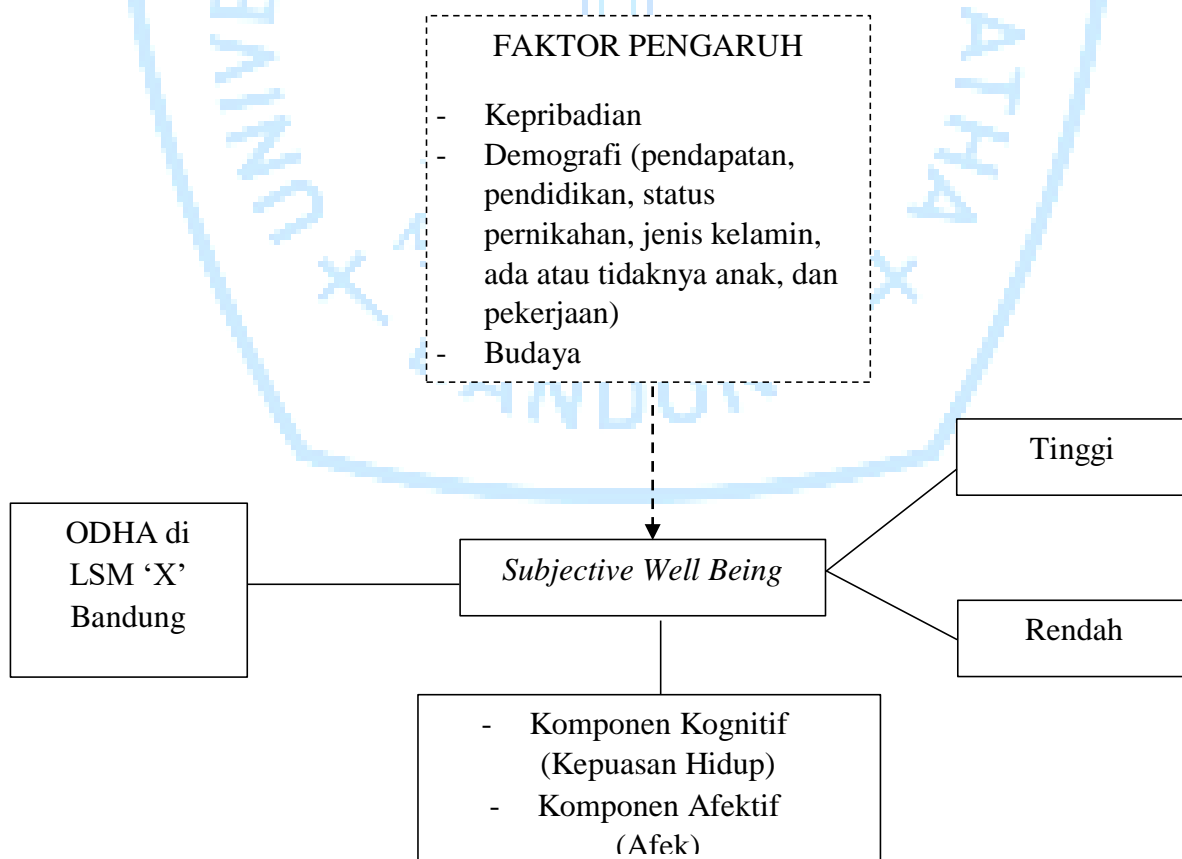 FAKTOR PENGARUH
- Kepribadian
- Demografi (pendapatan,
pendidikan, status
pernikahan, jenis kelamin,
ada atau tidaknya anak, dan
pekerjaan)
- Budaya
Tinggi
ODHA di
LSM ‘X’
Bandung
Subjective Well Being
Rendah
- Komponen Kognitif
(Kepuasan Hidup)
- Komponen Afektif
(Afek)